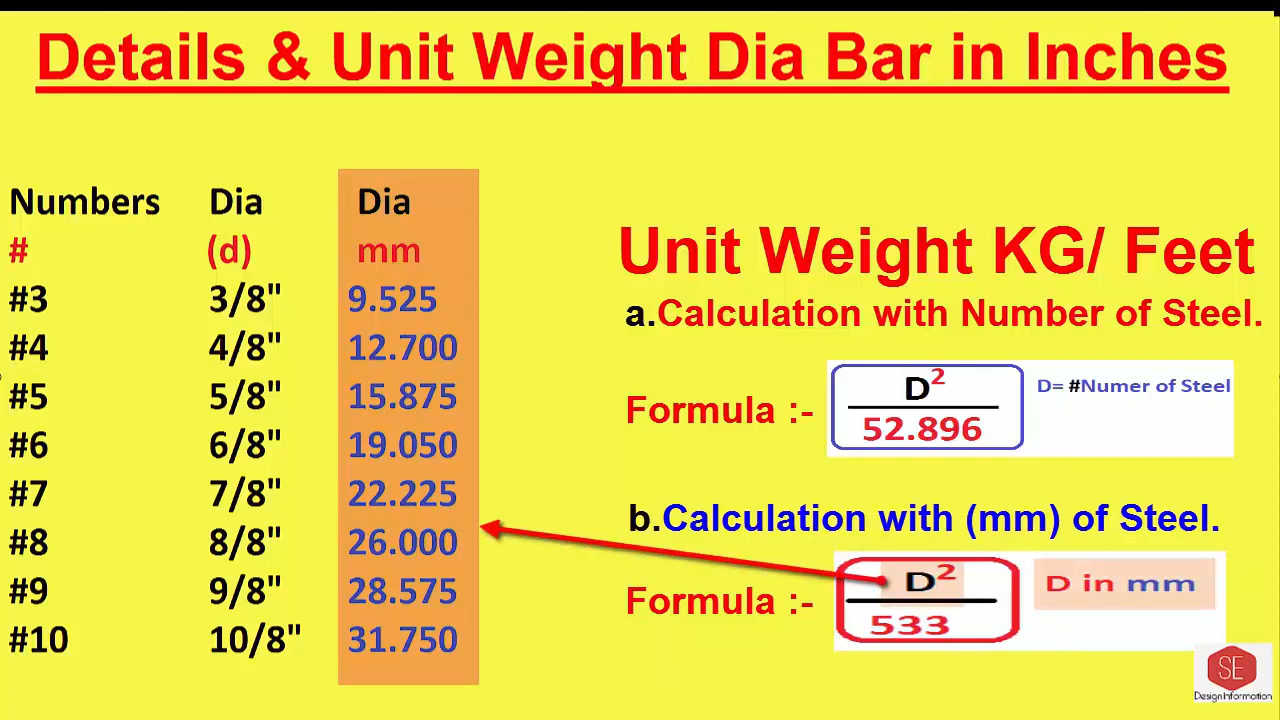 Details & Unit Weight Dia Bar in Inches
Numbers Dia Dia
# (d) mm
#3 3/8" 9.525
#4 4/8" 12.700
#5 5/8" 15.875
#6 6/8" 19.050
#7 7/8" 22.225
#8 8/8" 26.000
#9 9/8" 28.575
#10 10/8" 31.750
Unit Weight KG/ Feet
a.Calculation with Number of Steel.
Formula :- D²
52.896
D= #Numer of Steel
b.Calculation with (mm) of Steel.
Formula :- D²
533
D in mm
SE
Design Information